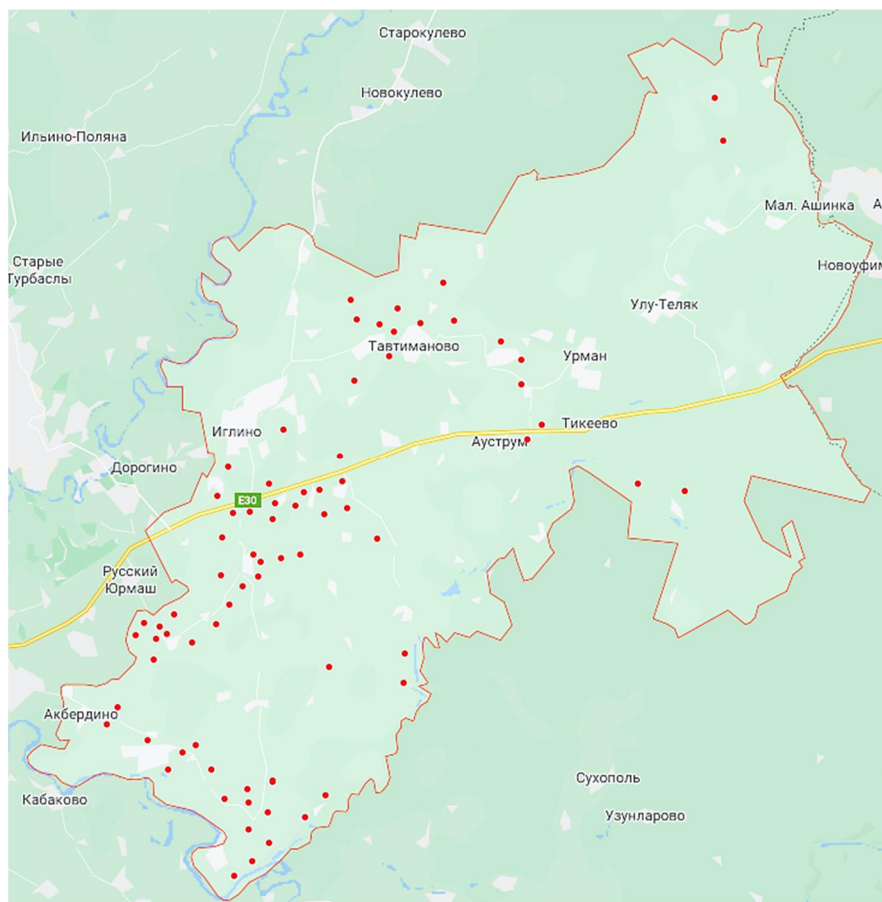 Старокулево
Новокулево
Ильино-Поляна
Мал. Ашинка
А
Старые
Турбаслы
Новоуфим
Улу-Теляк
Тавтиманово
Урман
Тикеево
Иглино
Ауструм
Дорогино
E30
Русский
Юрмаш
Акбердино
Сухополь
Кабаково
Узунларово